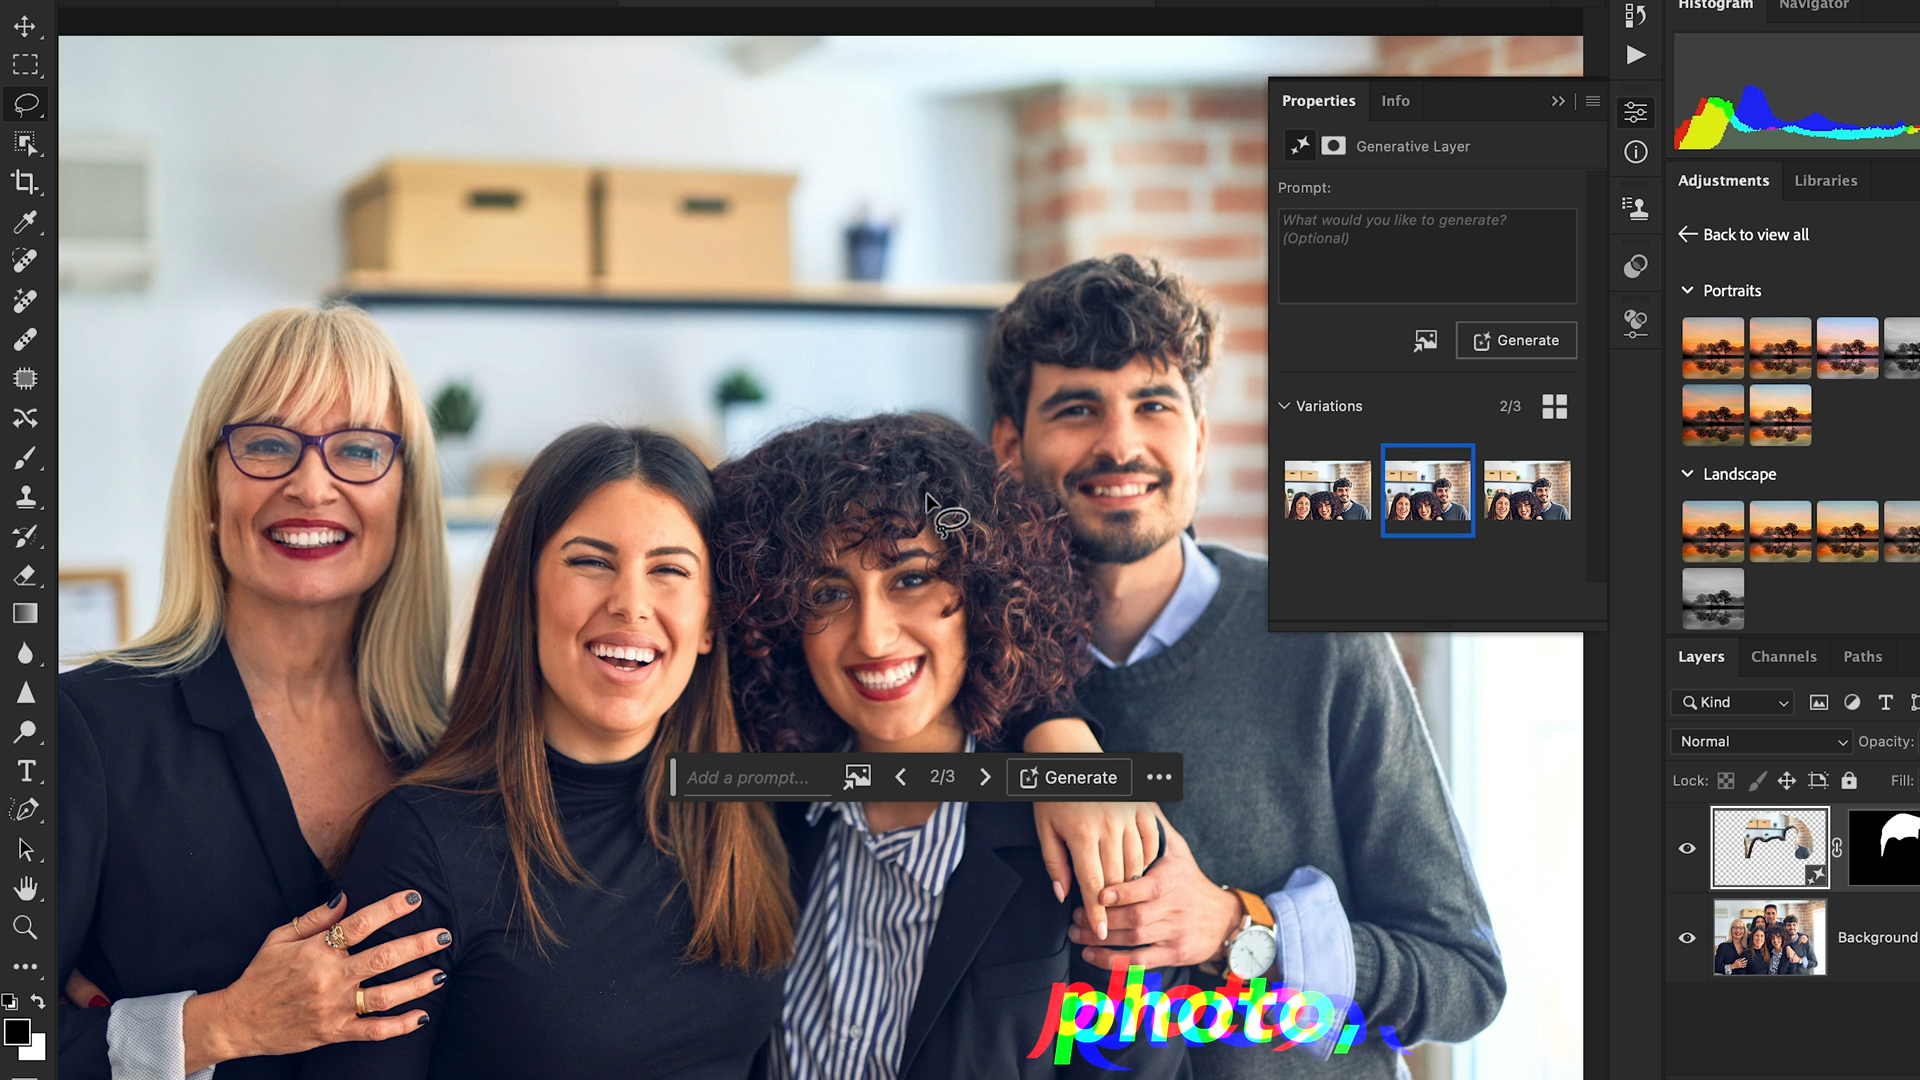 Histogram Navigator
Properties Info
Generative Layer
Prompt:
What would you like to generate?
(Optional)
Generate
Variations 2/3
Adjustments Libraries
Back to view all
Portraits
Landscape
Layers Channels Paths
Kind
Normal Opacity:
Lock: Fill:
Background
Add a prompt... 2/3 Generate
photo,